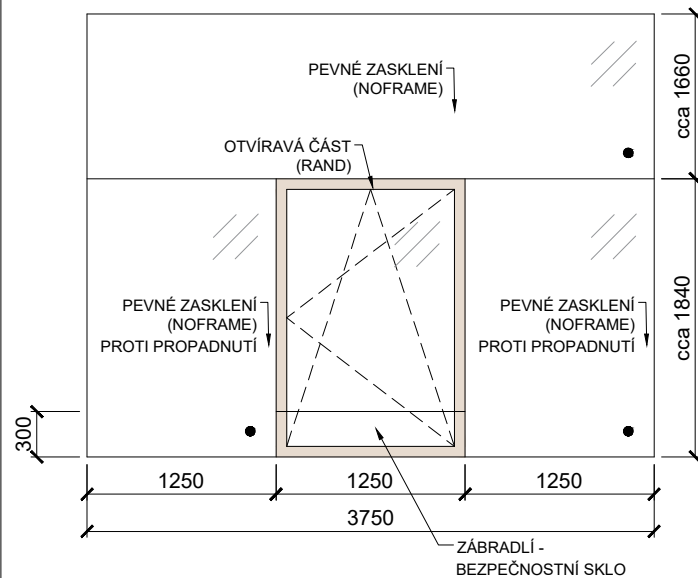 PEVNÉ ZASKLENÍ
(NOFRAME)
cca 1660
OTVÍRAVÁ ČÁST
(RAND)
PEVNÉ ZASKLENÍ
(NOFRAME)
PROTI PROPADNUTÍ
PEVNÉ ZASKLENÍ
(NOFRAME)
PROTI PROPADNUTÍ
cca 1840
300
1250
1250
1250
3750
ZÁBRADLÍ -
BEZPEČNOSTNÍ SKLO